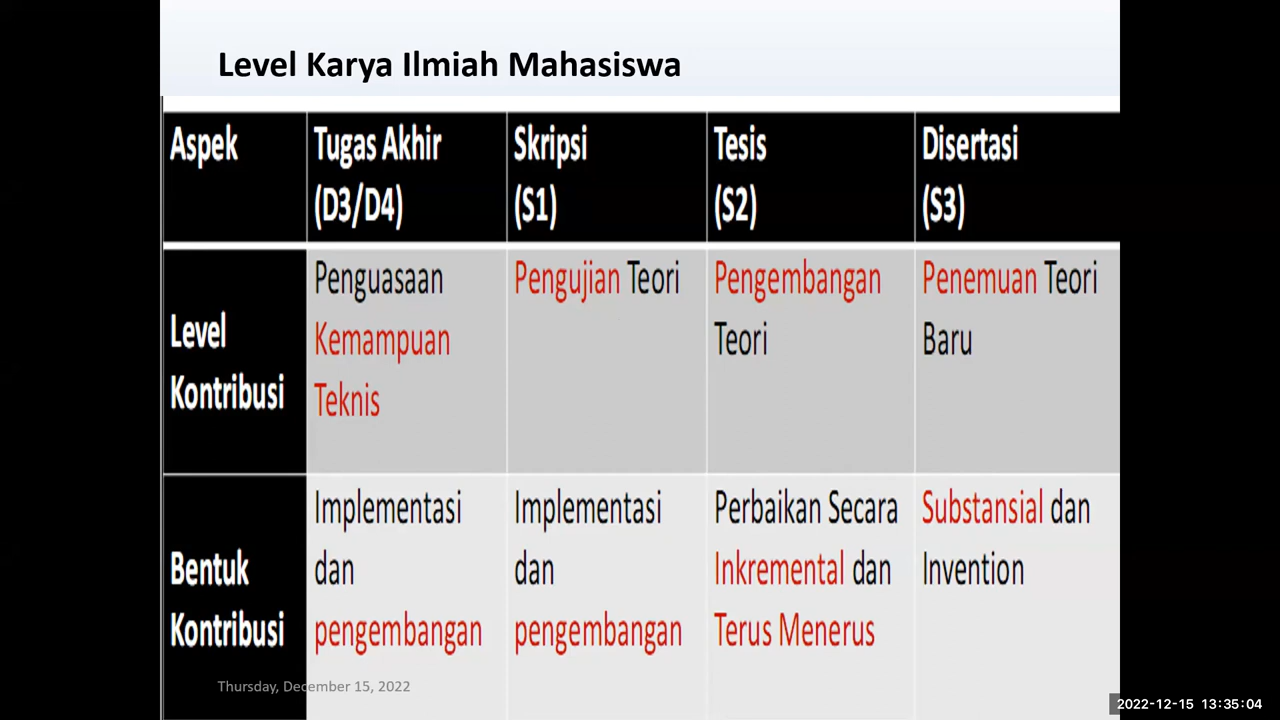 Level Karya Ilmiah Mahasiswa
Aspek
Tugas Akhir
(D3/D4)
Skripsi
(S1)
Tesis
(S2)
Disertasi
(S3)
Level
Kontribusi
Penguasaan
Kemampuan
Teknis
Pengujian Teori
Pengembangan
Teori
Penemuan Teori
Baru
Bentuk
Kontribusi
Implementasi
dan
pengembangan
Implementasi
dan
pengembangan
Perbaikan Secara
Inkremental dan
Terus Menerus
Substansial dan
Invention
Thursday, December 15, 2022
2022-12-15 13:35:04